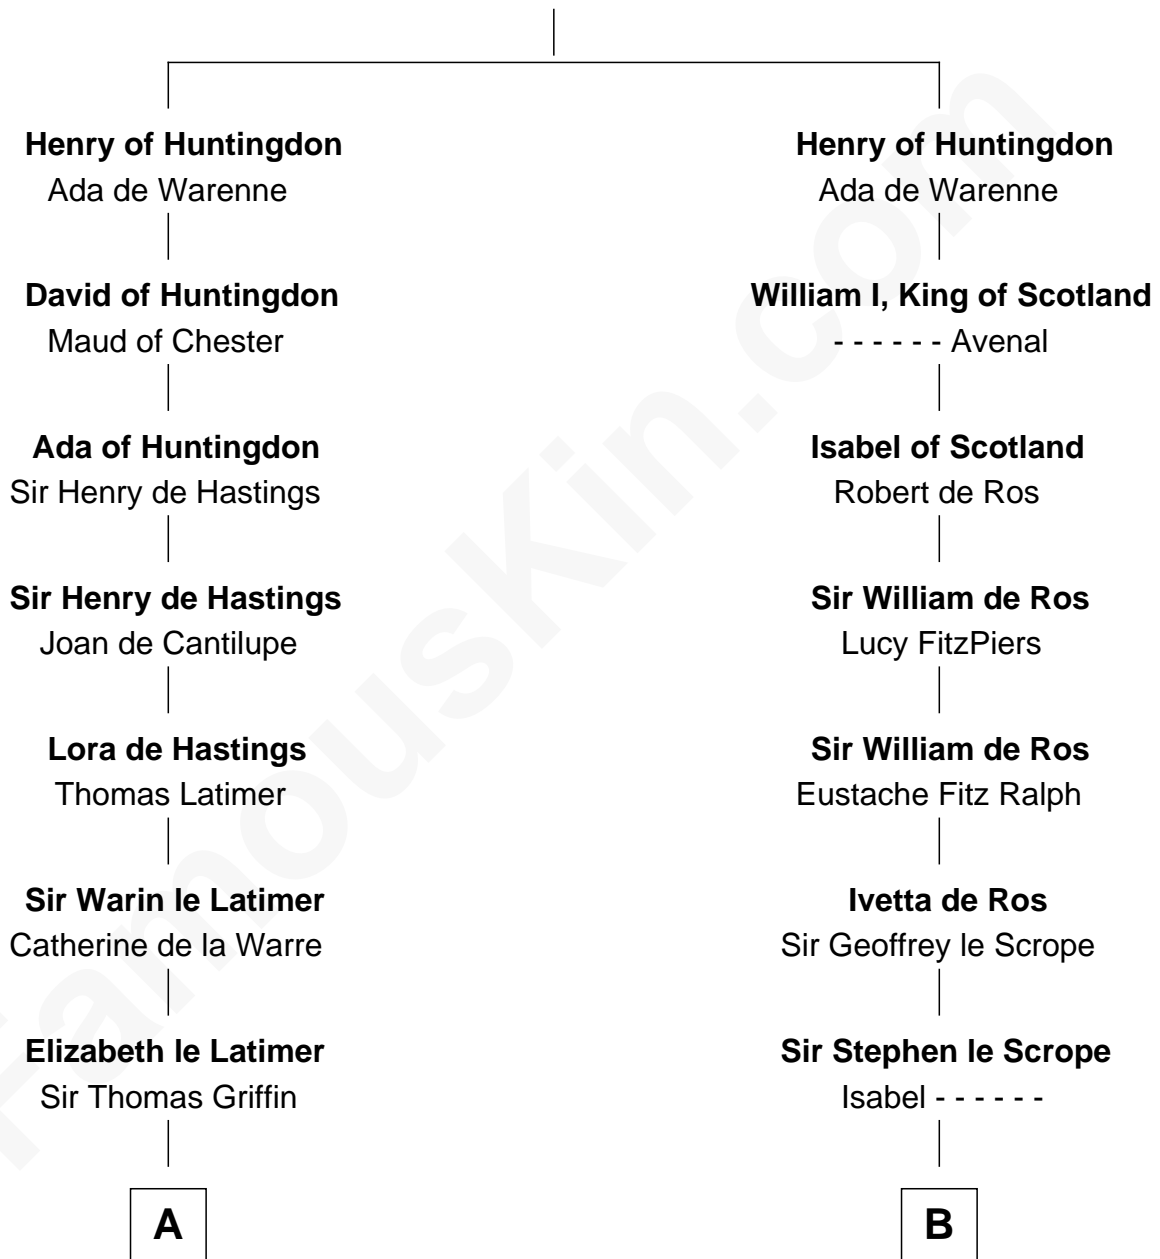 Henry of Huntingdon
Ada de Warenne
David of Huntingdon
Maud of Chester
Ada of Huntingdon
Sir Henry de Hastings
Sir Henry de Hastings
Joan de Cantilupe
Lora de Hastings
Thomas Latimer
Sir Warin le Latimer
Catherine de la Warre
Elizabeth le Latimer
Sir Thomas Griffin
A
Henry of Huntingdon
Ada de Warenne
William I, King of Scotland
- - - - - - Avenal
Isabel of Scotland
Robert de Ros
Sir William de Ros
Lucy FitzPiers
Sir William de Ros
Eustache Fitz Ralph
Ivetta de Ros
Sir Geoffrey le Scrope
Sir Stephen le Scrope
Isabel - - - - - -
B
FamousKin.com